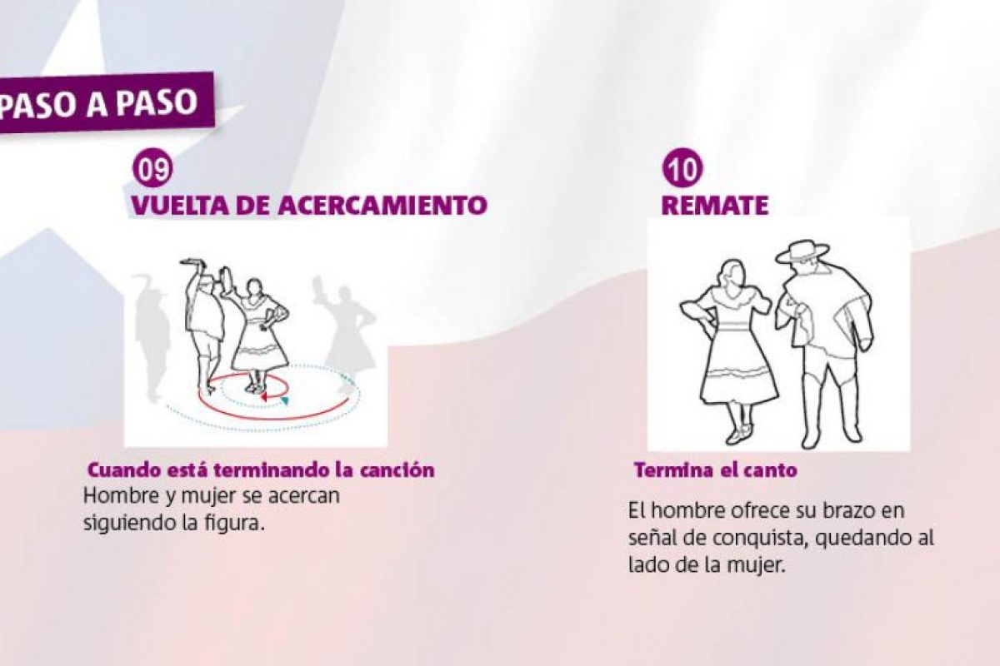 PASO A PASO
09
VUELTA DE ACERCAMIENTO
Cuando está terminando la canción
Hombre y mujer se acercan
siguiendo la figura.
10
REMATE
Termina el canto
El hombre ofrece su brazo en
señal de conquista, quedando al
lado de la mujer.